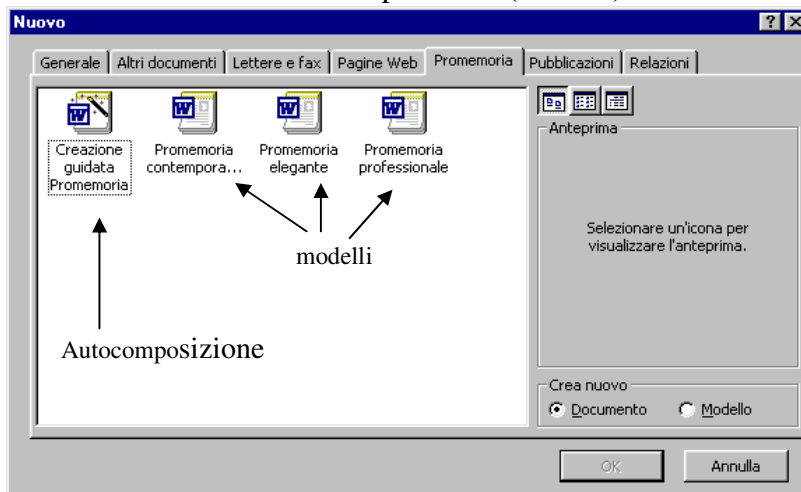 Nuovo
Generale Altri documenti Lettere e fax Pagine Web Promemoria Pubblicazioni Relazioni
Creazione guidata Promemoria
Promemoria contempora...
Promemoria elegante
Promemoria professionale
modelli
Autocomposizione
Anteprima
Selezionare un'icona per
visualizzare l'anteprima.
Crea nuovo
Documento Modello
OK Annulla